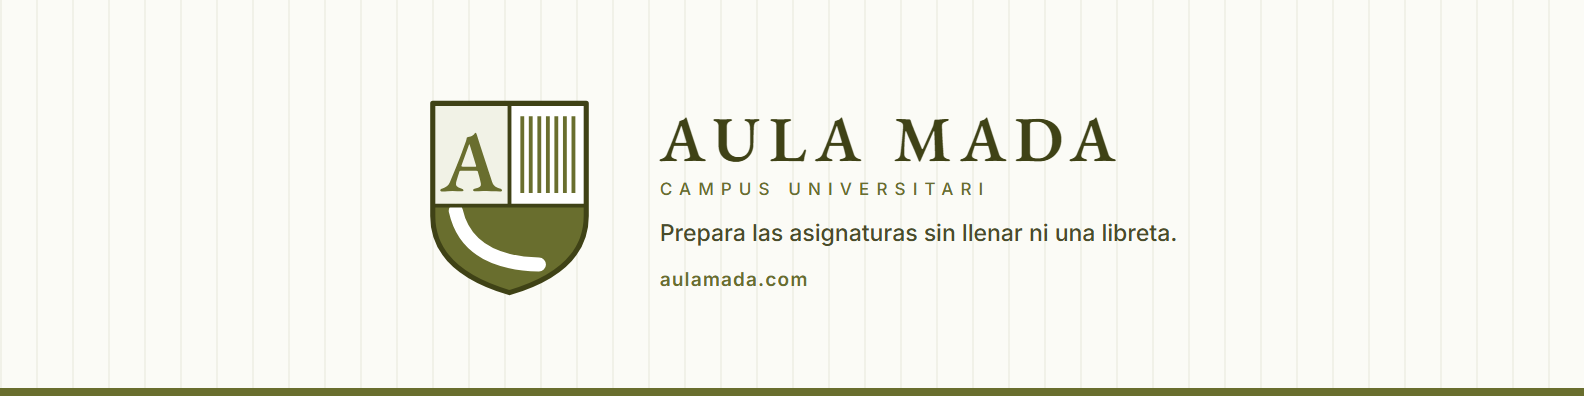 A
AULA MADA
CAMPUS UNIVERSITARI
Prepara las asignaturas sin llenar ni una libreta.
aulamada.com